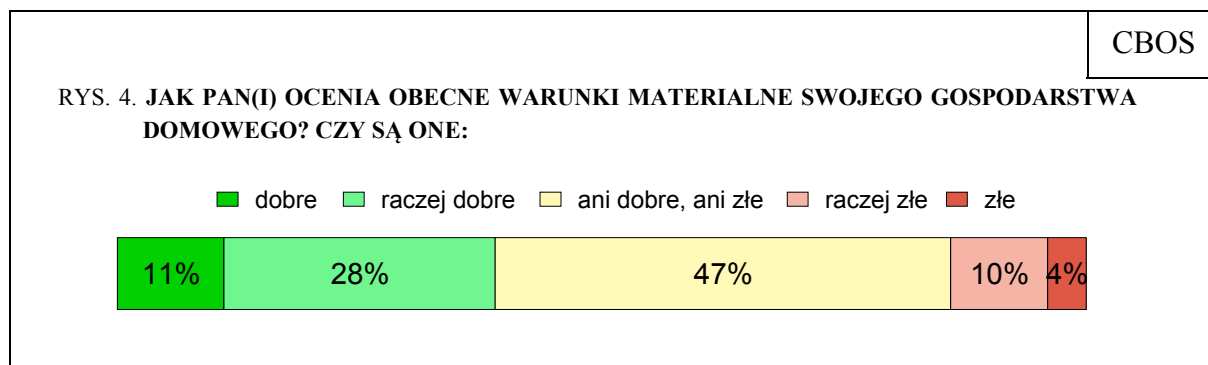 CBOS
RYS. 4. JAK PAN(I) OCENIA OBECNE WARUNKI MATERIALNE SWOJEGO GOSPODARSTWA
DOMOWEGO? CZY SĄ ONE:
dobre raczej dobre ani dobre, ani złe raczej złe złe
11% 28% 47% 10% 4%